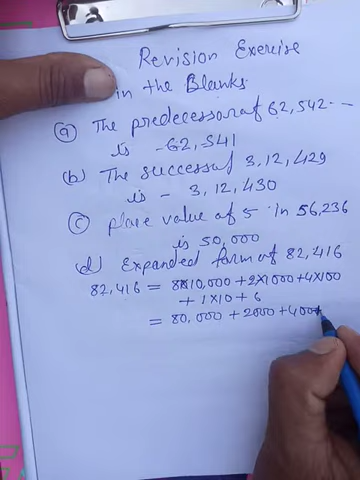 Revision Exercise
in the Blanks
(a) The predecessor of 62,542 -
is - 62,541
(b) The successor of 3,12,429
is - 3,12,430
(c) place value of 5 in 56,236
is 50,000
(d) Expanded form of 82,416
82,416 = 8×10,000 + 2×1000 + 4×100
+ 1×10 + 6
= 80,000 + 2000 + 400+